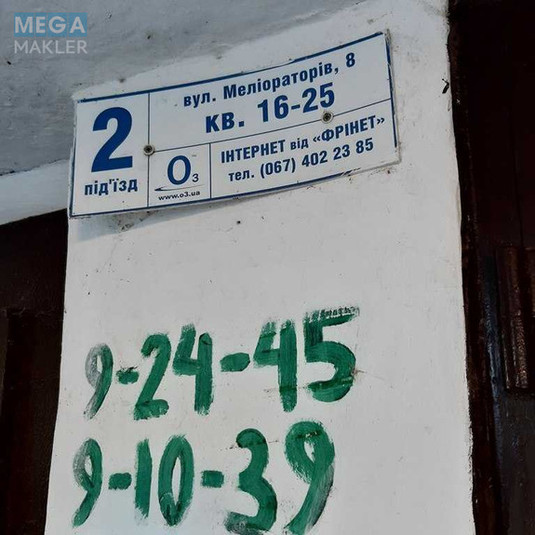 MEGA
MAKLER
2
під'їзд
вул. Меліораторів, 8
кв. 16-25
O3
www.o3.ua
ІНТЕРНЕТ від «ФРІНЕТ»
тел. (067) 402 23 85
9-24-45
9-10-39